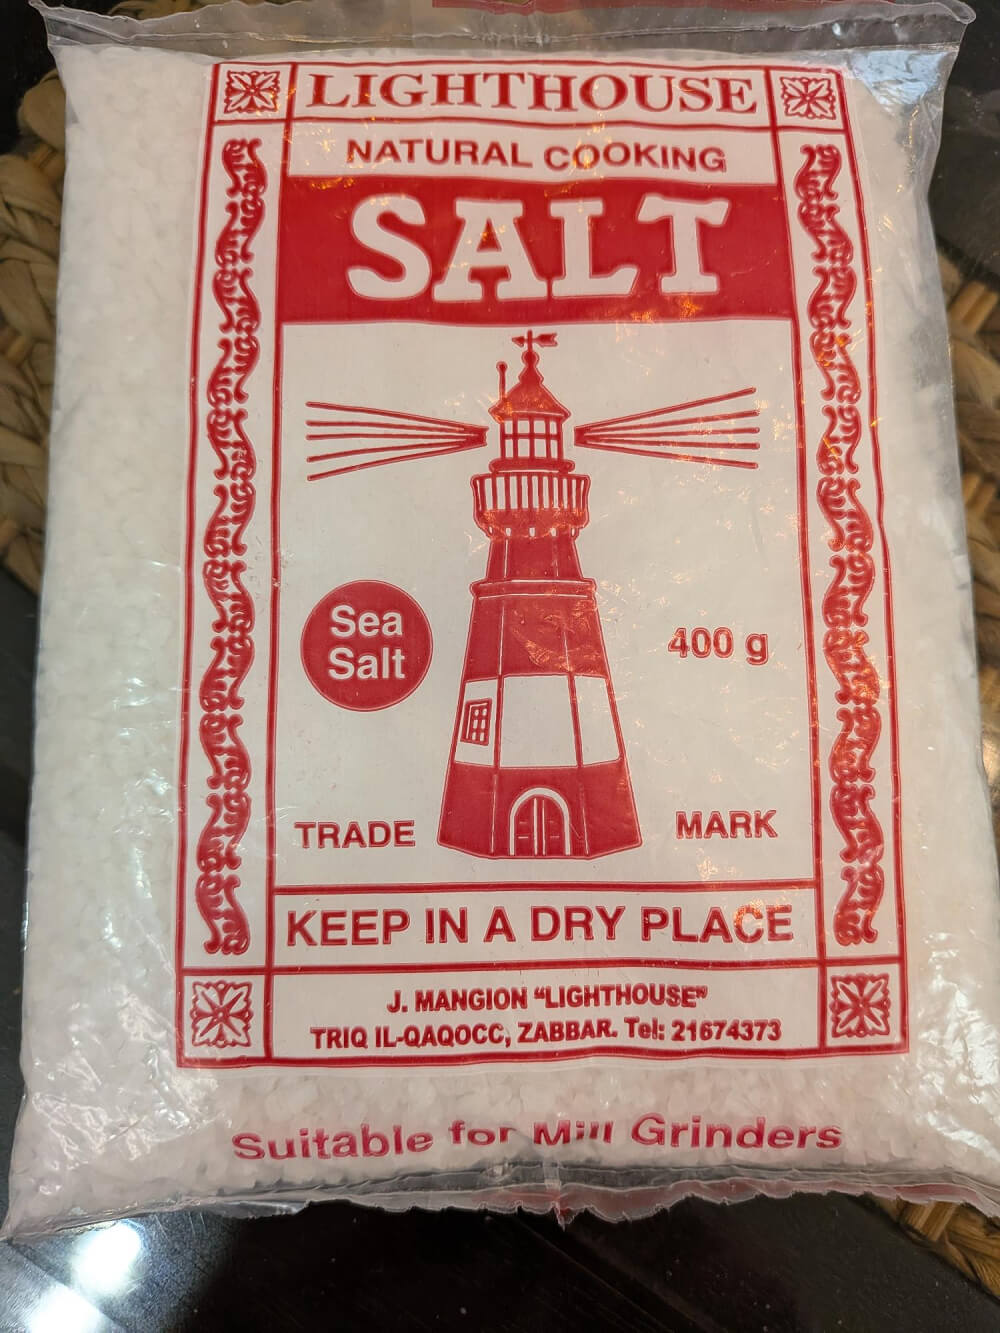 LIGHTHOUSE
NATURAL COOKING
SALT
Sea
Salt
400 g
TRADE MARK
KEEP IN A DRY PLACE
J. MANGION “LIGHTHOUSE”
TRIQ IL-QAQOCC, ZABBAR. Tel: 21674373
Suitable for Mill Grinders